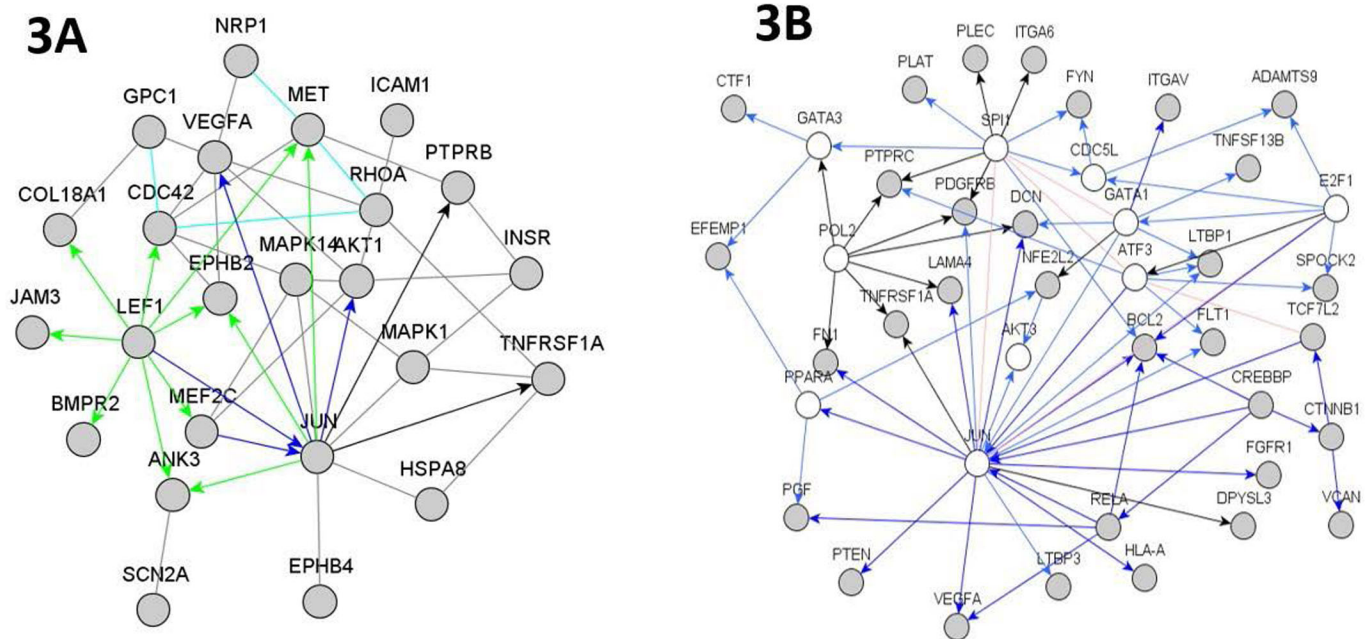 3A
NRP1
GPC1
MET
ICAM1
VEGFA
PTPRB
RHOA
COL18A1
CDC42
MAPK14
AKT1
INSR
EPHB2
JAM3
LEF1
MAPK1
TNFRSF1A
BMPR2
MEF2C
JUN
ANK3
HSPA8
SCN2A
EPHB4
3B
PLEC
ITGA6
PLAT
FYN
ITGAV
ADAMTS9
CTF1
GATA3
SPI1
CDC5L
TNFSF13B
PTPRC
PDGFRB
DCN
GATA1
E2F1
EFEMP1
POL2
LAMA4
NFE2L2
ATF3
LTBP1
SPOCK2
TNFRSF1A
AKT3
BCL2
FLT1
TCF7L2
FN1
PPARA
CREBBP
CTNNB1
JUN
FGFR1
PGF
RELA
DPYSL3
VCAN
PTEN
LTBP3
HLA-A
VEGFA